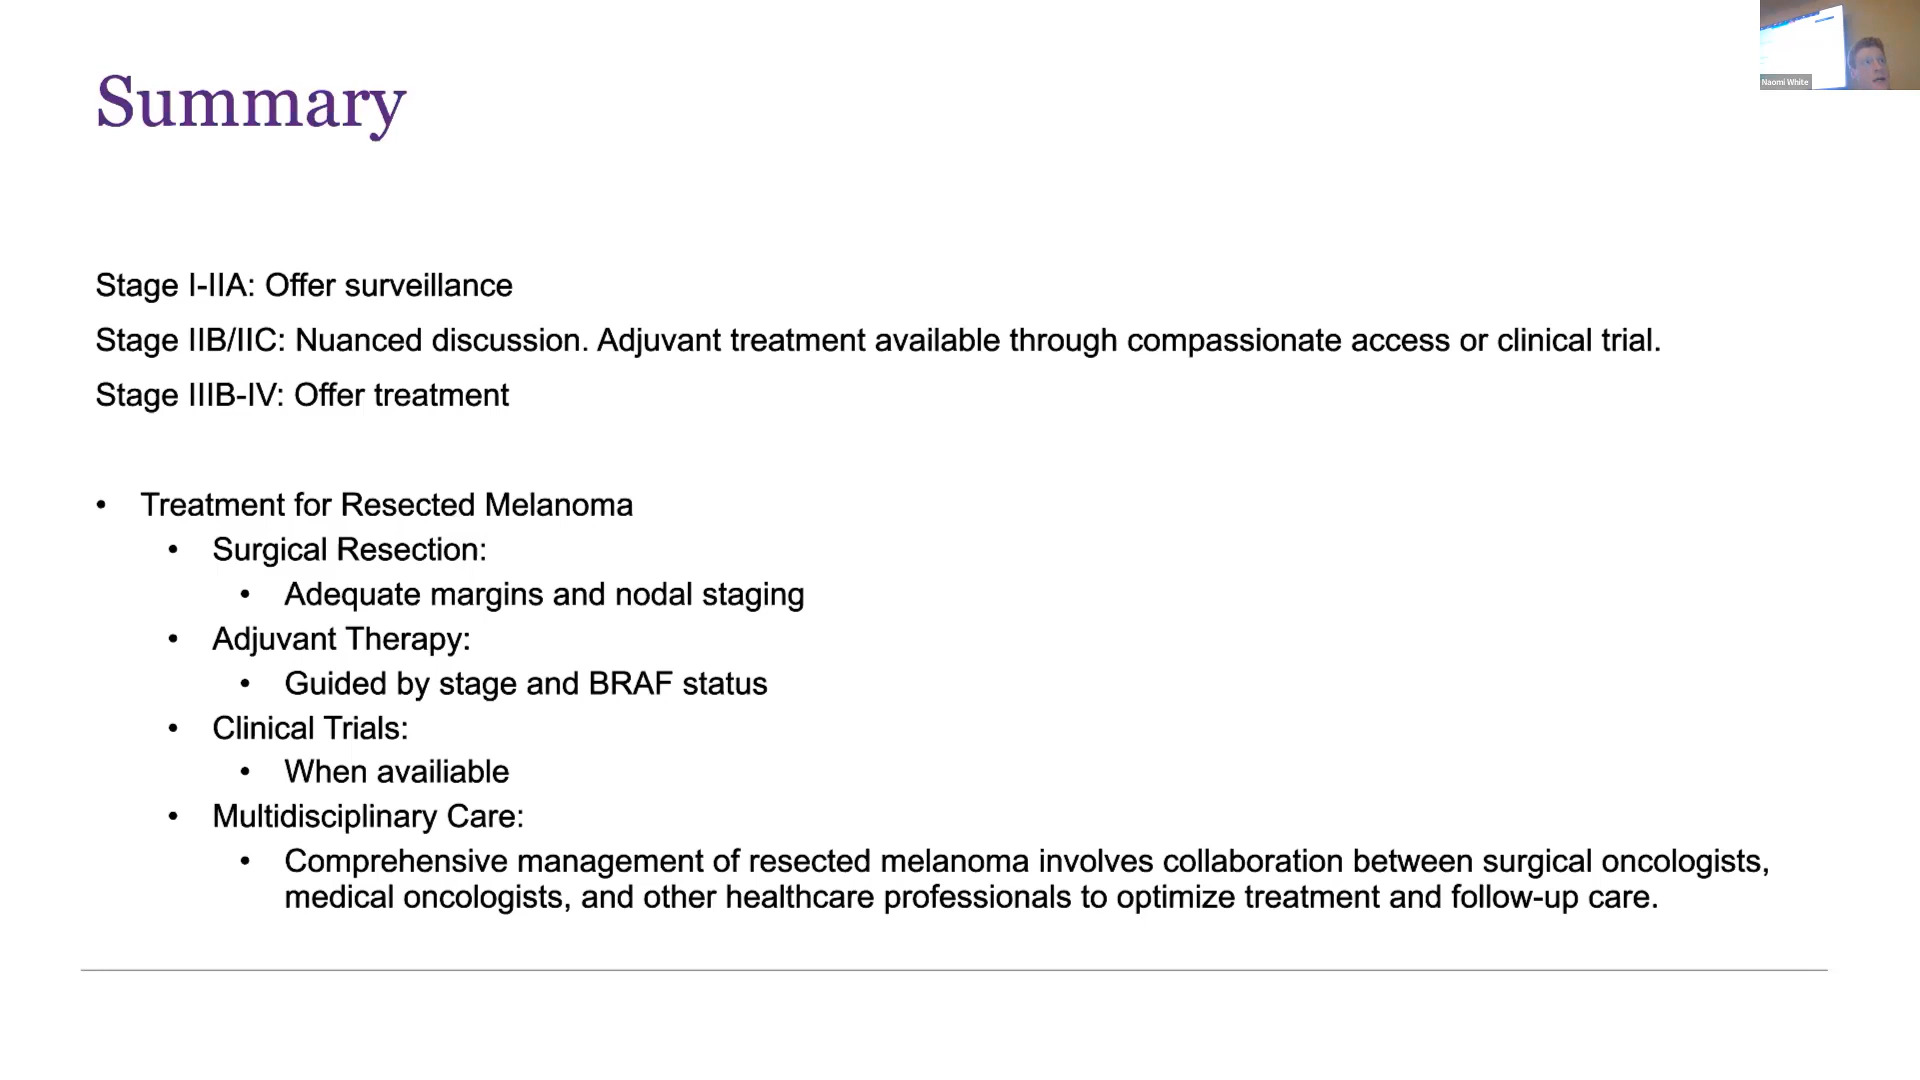 Summary
Naomi White
Stage I-IIA: Offer surveillance
Stage IIB/IIC: Nuanced discussion. Adjuvant treatment available through compassionate access or clinical trial.
Stage IIIB-IV: Offer treatment
• Treatment for Resected Melanoma
• Surgical Resection:
• Adequate margins and nodal staging
• Adjuvant Therapy:
• Guided by stage and BRAF status
• Clinical Trials:
• When availiable
• Multidisciplinary Care:
• Comprehensive management of resected melanoma involves collaboration between surgical oncologists,
medical oncologists, and other healthcare professionals to optimize treatment and follow-up care.